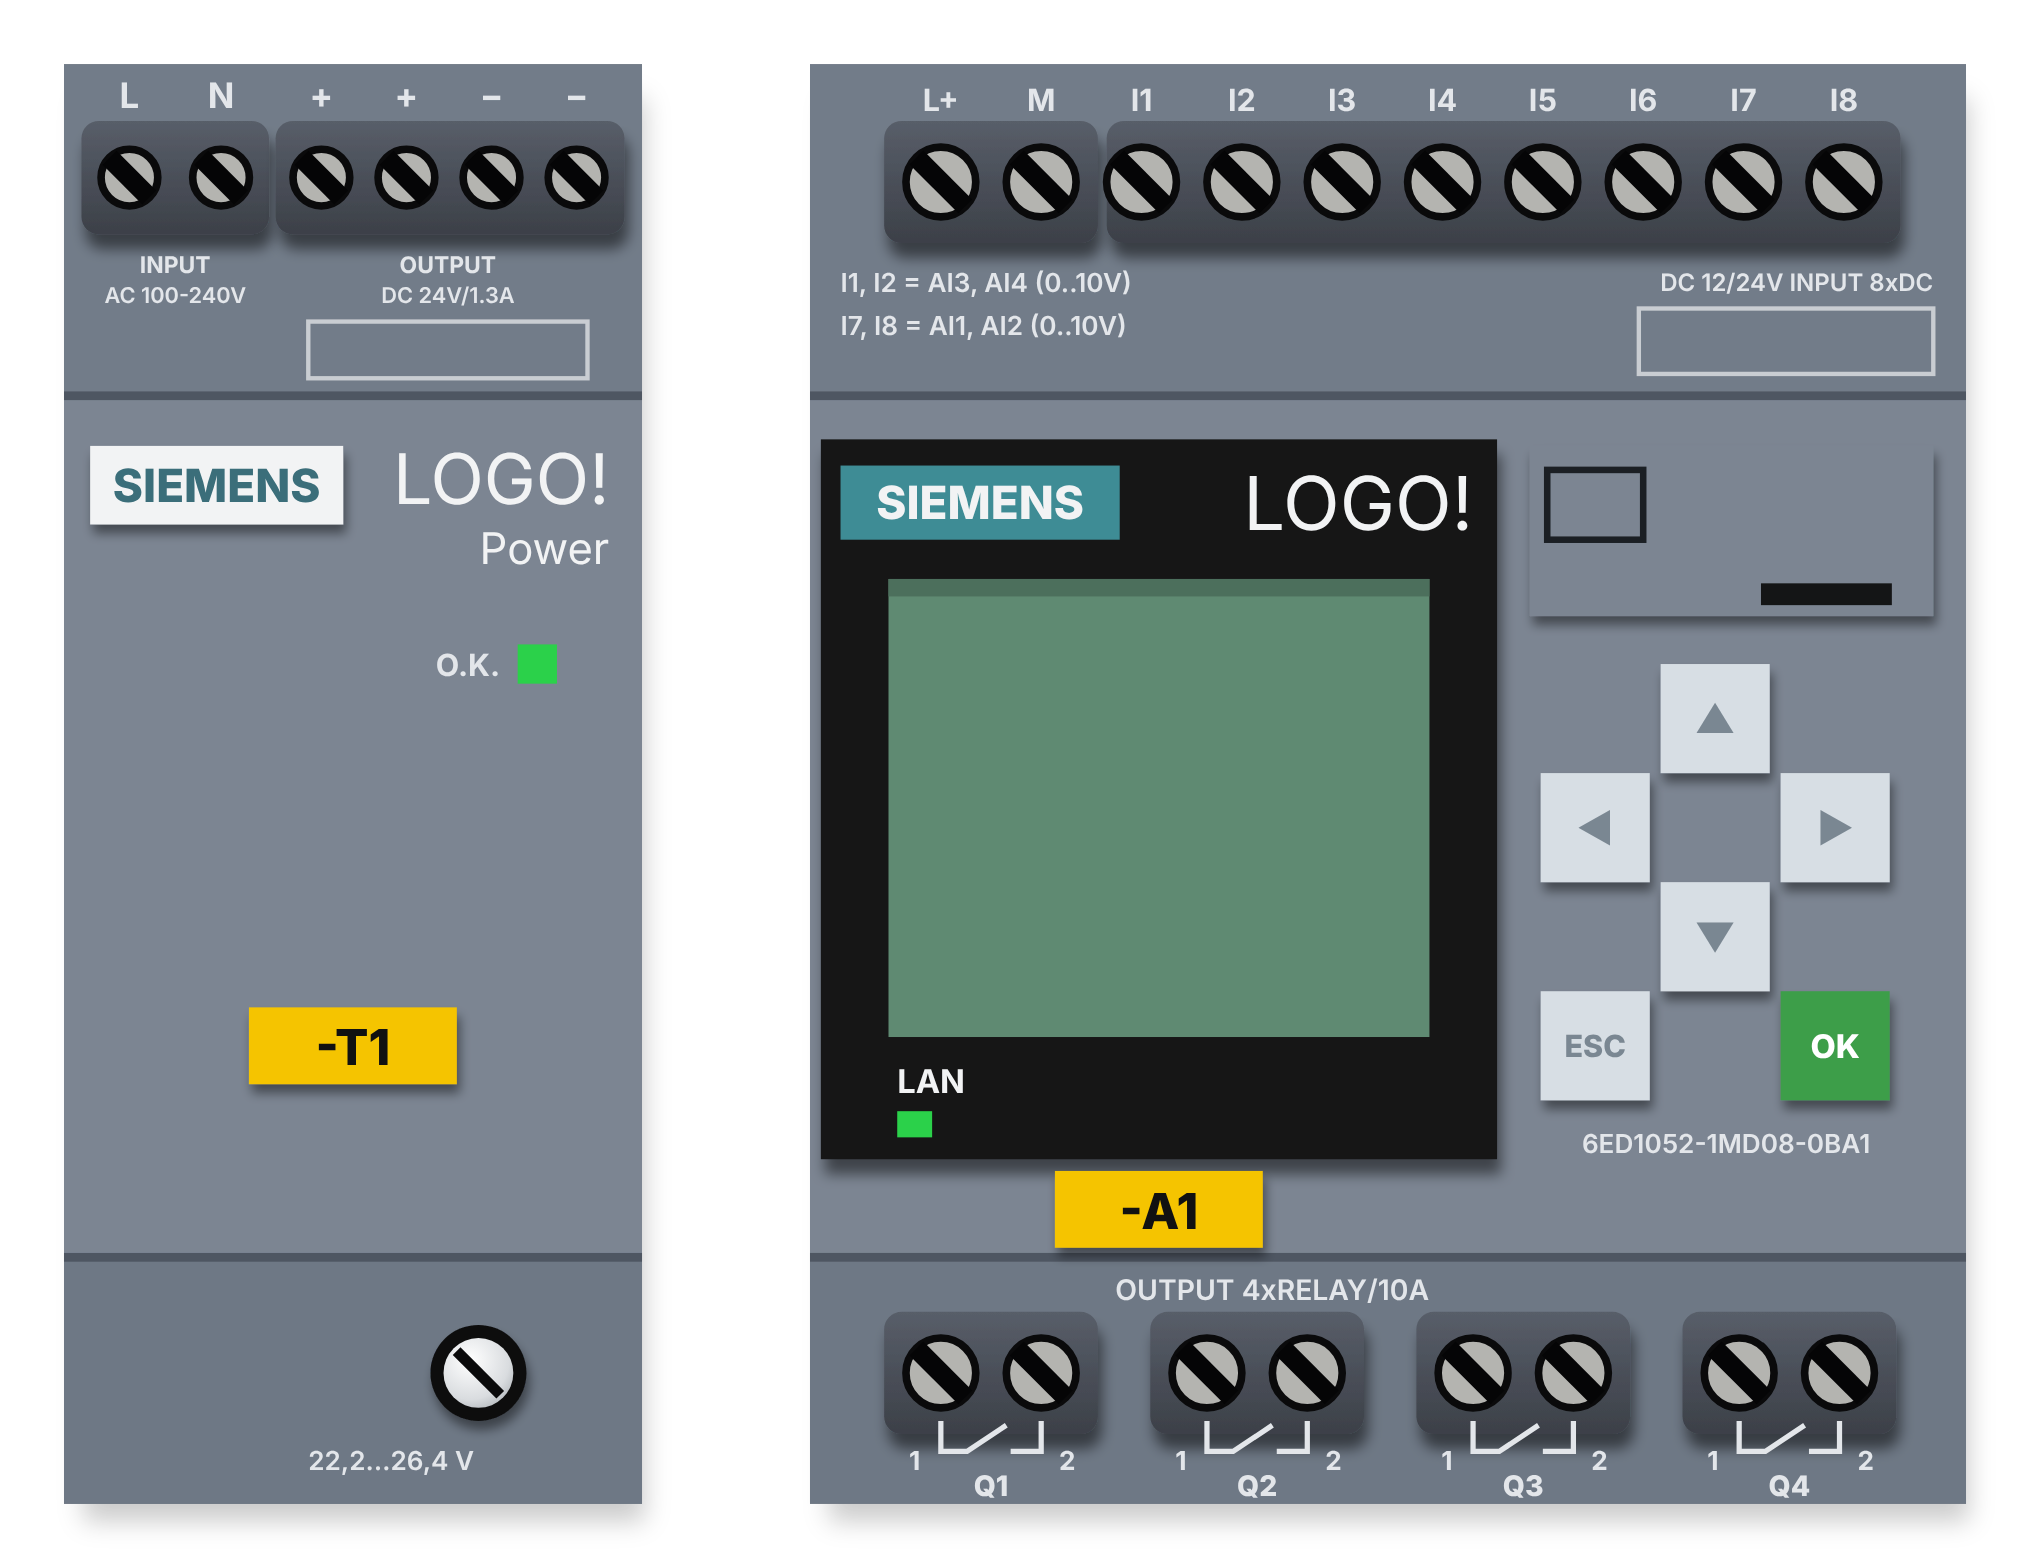 L N + + − −
INPUT OUTPUT
AC 100-240V DC 24V/1.3A
SIEMENS LOGO!
Power
O.K.
-T1
22,2...26,4 V
L+ M I1 I2 I3 I4 I5 I6 I7 I8
I1, I2 = AI3, AI4 (0..10V) DC 12/24V INPUT 8xDC
I7, I8 = AI1, AI2 (0..10V)
SIEMENS LOGO!
LAN
ESC OK
6ED1052-1MD08-0BA1
-A1
OUTPUT 4xRELAY/10A
1 2 1 2 1 2 1 2
Q1 Q2 Q3 Q4